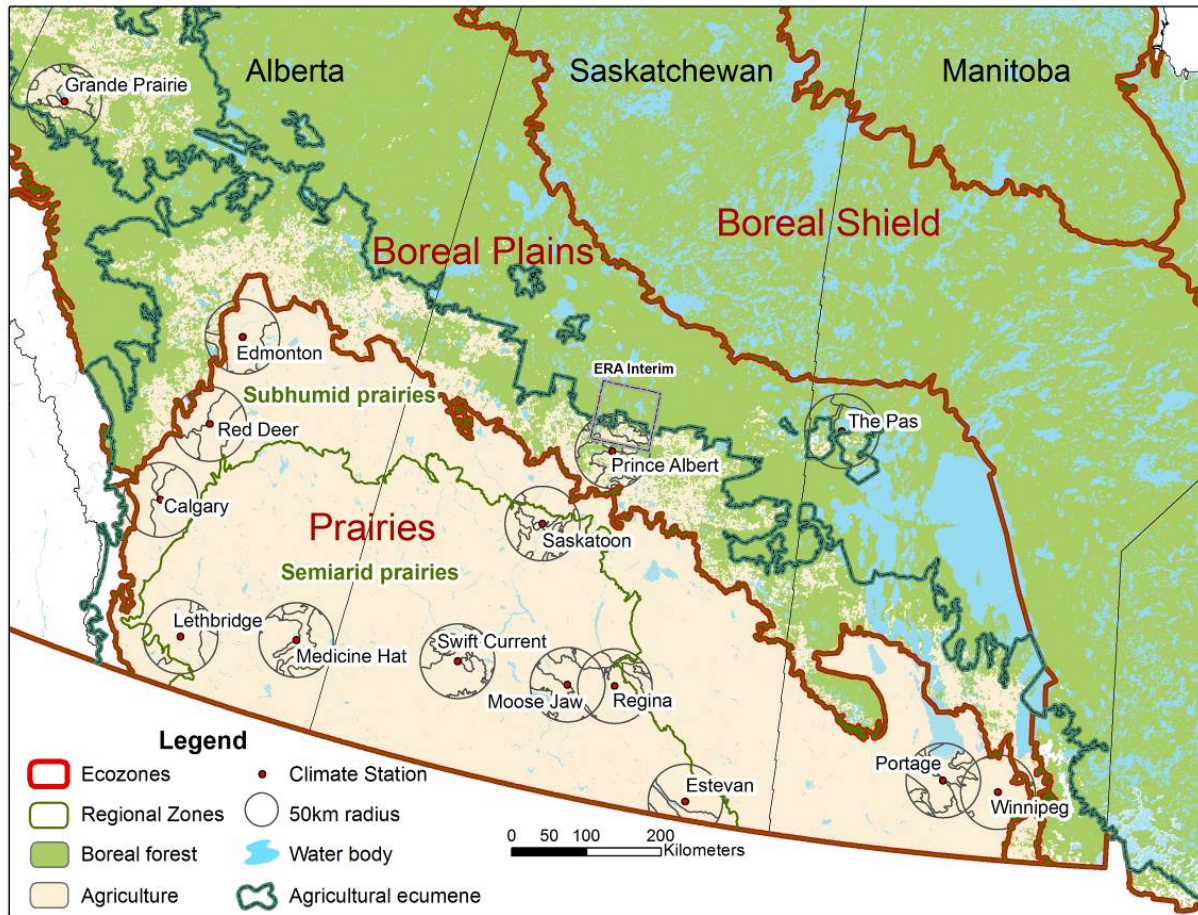 Alberta
Saskatchewan
Manitoba
Grande Prairie
Boreal Shield
Boreal Plains
Edmonton
ERA Interim
Subhumid prairies
Red Deer
The Pas
Prince Albert
Calgary
Prairies
Saskatoon
Semiarid prairies
Lethbridge
Swift Current
Medicine Hat
Moose Jaw
Regina
Legend
Portage
Ecozones
Climate Station
Estevan
Winnipeg
Regional Zones
50km radius
0 50 100 200
Kilometers
Boreal forest
Water body
Agriculture
Agricultural ecumene